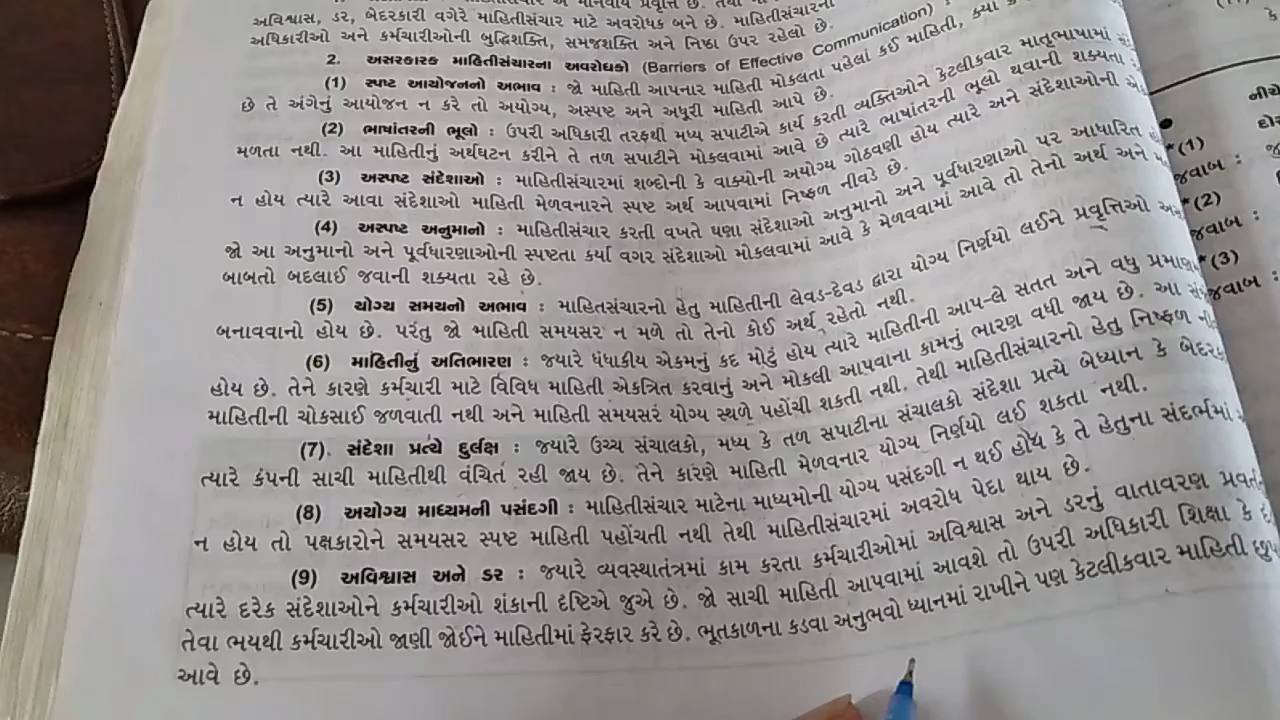 અવિશ્વાસ, ડર, બેદરકારી વગેરે માહિતીસંચાર માટે અવરોધક બને છે. માહિતીસંચારની
અધિકારીઓ અને કર્મચારીઓની બુદ્ધિશક્તિ, સમજશક્તિ અને નિષ્ઠા ઉપર રહેલો છે.
2. અસરકારક માહિતીસંચારના અવરોધકો (Barriers of Effective Communication) :
(1) સ્પષ્ટ આયોજનનો અભાવ : જો માહિતી આપનાર માહિતી મોકલતા પહેલાં કઈ માહિતી, ક્યા
છે તે અંગેનું આયોજન ન કરે તો અયોગ્ય, અસ્પષ્ટ અને અધૂરી માહિતી આપે છે.
(2) ભાષાંતરની ભૂલો : ઉપરી અધિકારી તરફથી મધ્ય સપાટીએ કાર્ય કરતી વ્યક્તિઓને કેટલીકવાર માતૃભાષામાં
મળતા નથી. આ માહિતીનું અર્થઘટન કરીને તે તળ સપાટીને મોકલવામાં આવે છે ત્યારે ભાષાંતરની ભૂલો થવાની શક્યતા
(3) અસ્પષ્ટ સંદેશાઓ : માહિતીસંચારમાં શબ્દોની કે વાક્યોની અયોગ્ય ગોઠવણી હોય ત્યારે અને સંદેશાઓની
ન હોય ત્યારે આવા સંદેશાઓ માહિતી મેળવનારને સ્પષ્ટ અર્થ આપવામાં નિષ્ફળ નીવડે છે.
(4) અસ્પષ્ટ અનુમાનો : માહિતીસંચાર કરતી વખતે ઘણા સંદેશાઓ અનુમાનો અને પૂર્વધારણાઓ પર આધારિત
જો આ અનુમાનો અને પૂર્વધારણાઓની સ્પષ્ટતા કર્યા વગર સંદેશાઓ મોકલવામાં આવે કે મેળવવામાં આવે તો તેનો અર્થ અને
બાબતો બદલાઈ જવાની શક્યતા રહે છે.
(5) યોગ્ય સમયનો અભાવ : માહિતસંચારનો હેતુ માહિતીની લેવડ-દેવડ દ્વારા યોગ્ય નિર્ણયો લઈને પ્રવૃત્તિઓ
બનાવવાનો હોય છે. પરંતુ જો માહિતી સમયસર ન મળે તો તેનો કોઈ અર્થ રહેતો નથી.
(6) માહિતીનું અતિભારણ : જયારે ધંધાકીય એકમનું કદ મોટું હોય ત્યારે માહિતીની આપ-લે સતત અને વધુ
હોય છે. તેને કારણે કર્મચારી માટે વિવિધ માહિતી એકત્રિત કરવાનું અને મોકલી આપવાના કામનું ભારણ વધી જાય છે. આ
માહિતીની ચોકસાઈ જળવાતી નથી અને માહિતી સમયસર યોગ્ય સ્થળે પહોંચી શકતી નથી. તેથી માહિતીસંચારનો હેતુ નિષ્ફળ
(7). સંદેશા પ્રત્યે દુર્લક્ષ : જયારે ઉચ્ચ સંચાલકો, મધ્ય કે તળ સપાટીના સંચાલકો સંદેશા પ્રત્યે બેધ્યાન કે
ત્યારે કંપની સાચી માહિતીથી વંચિત રહી જાય છે. તેને કારણે માહિતી મેળવનાર યોગ્ય નિર્ણયો લઈ શકતા નથી.
(8) અયોગ્ય માધ્યમની પસંદગી : માહિતીસંચાર માટેના માધ્યમોની યોગ્ય પસંદગી ન થઈ હોય કે તે હેતુના સંદર્ભમાં
ન હોય તો પક્ષકારોને સમયસર સ્પષ્ટ માહિતી પહોંચતી નથી તેથી માહિતીસંચારમાં અવરોધ પેદા થાય છે.
(9) અવિશ્વાસ અને ડર : જયારે વ્યવસ્થાતંત્રમાં કામ કરતા કર્મચારીઓમાં અવિશ્વાસ અને ડરનું વાતાવરણ
ત્યારે દરેક સંદેશાઓને કર્મચારીઓ શંકાની દૃષ્ટિએ જુએ છે. જો સાચી માહિતી આપવામાં આવશે તો ઉપરી અધિકારી શિક્ષા કે
તેવા ભયથી કર્મચારીઓ જાણી જોઈને માહિતીમાં ફેરફાર કરે છે. ભૂતકાળના કડવા અનુભવો ધ્યાનમાં રાખીને પણ કેટલીકવાર માહિતી
આવે છે.
*(1)
જવાબ :
*(2)
જવાબ :
*(3)
જવાબ :